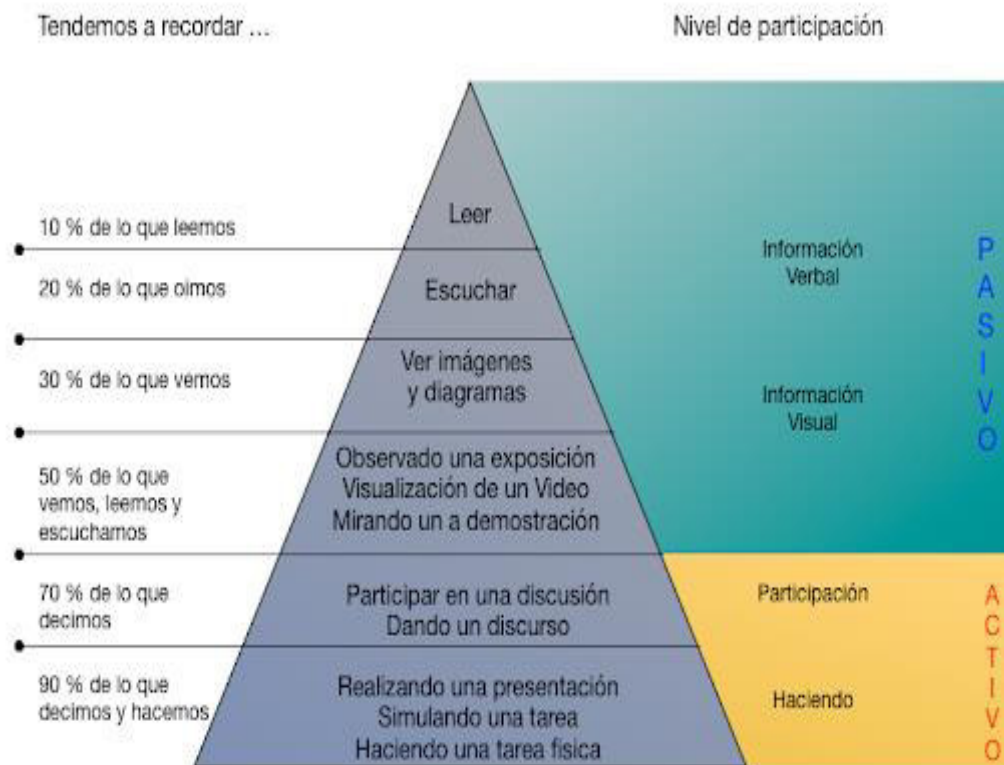 Tendemos a recordar ...
Nivel de participación
10 % de lo que leemos
Leer
20 % de lo que oimos
Escuchar
Información
Verbal
30 % de lo que vemos
Ver imágenes
y diagramas
Información
Visual
50 % de lo que
vemos, leemos y
escuchamos
Observado una exposición
Visualización de un Video
Mirando un a demostración
PASIVO
70 % de lo que
decimos
Participar en una discusión
Dando un discurso
Participación
90 % de lo que
decimos y hacemos
Realizando una presentación
Simulando una tarea
Haciendo una tarea física
Haciendo
ACTIVO